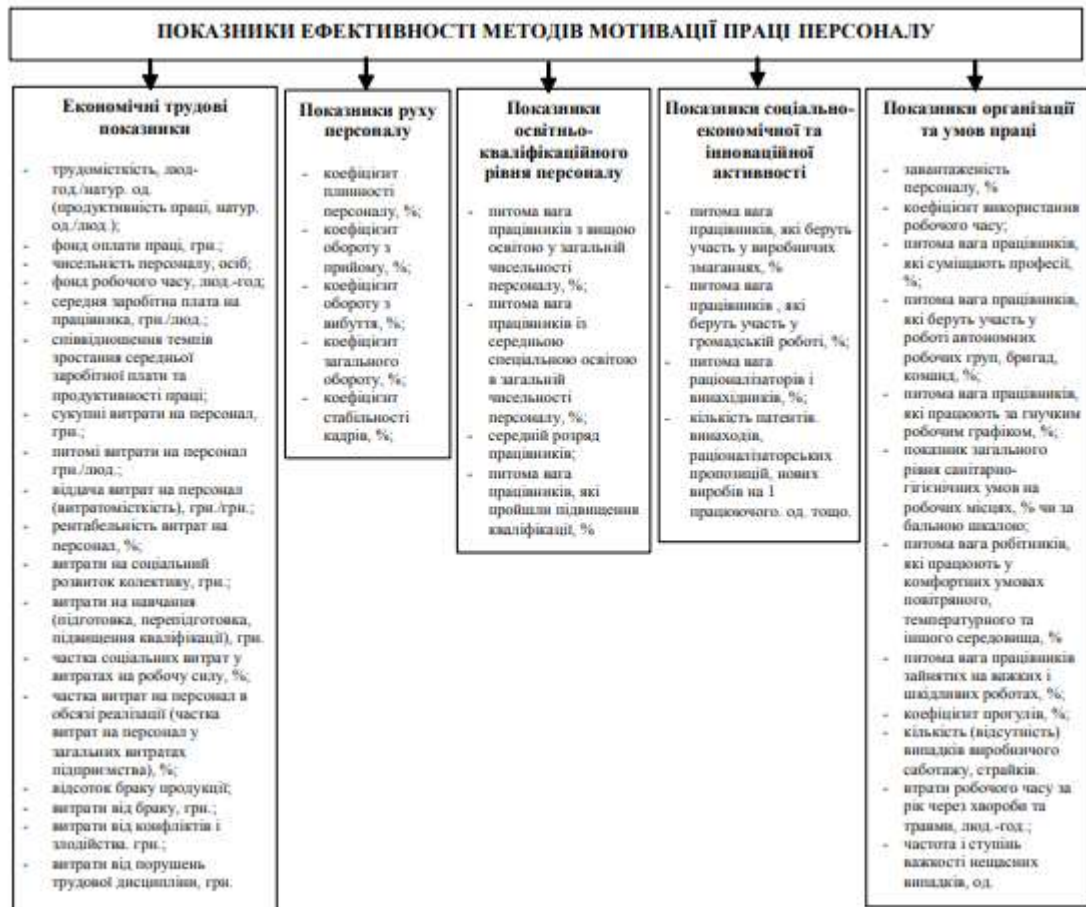 ПОКАЗНИКИ ЕФЕКТИВНОСТІ МЕТОДІВ МОТИВАЦІЇ ПРАЦІ ПЕРСОНАЛУ
Економічні трудові
показники
- трудомісткість, люд-
год./натур. од.
(продуктивність праці, натур.
од./люд.);
- фонд оплати праці, грн.;
- чисельність персоналу, осіб;
- фонд робочого часу, люд.-год;
- середня заробітна плата на
працівника, грн./люд.;
- співвідношення темпів
зростання середньої
заробітної плати та
продуктивності праці;
- сукупні витрати на персонал,
грн.;
- питомі витрати на персонал
грн./люд.;
- віддача витрат на персонал
(витратомісткість), грн./грн.;
- рентабельність витрат на
персонал, %;
- витрати на соціальний
розвиток колективу, грн.;
- витрати на навчання
(підготовка, перепідготовка,
підвищення кваліфікації), грн.
- частка соціальних витрат у
витратах на робочу силу, %;
- частка витрат на персонал в
обсязі реалізації (частка
витрат на персонал у
загальних витратах
підприємства), %;
- відсоток браку продукції;
- витрати від браку, грн.;
- витрати від конфліктів і
злодійства. грн.;
- витрати від порушень
трудової дисципліни, грн.
Показники руху
персоналу
- коефіцієнт
плинності
персоналу, %;
- коефіцієнт
обороту з
прийому, %;
- коефіцієнт
обороту з
вибуття, %;
- коефіцієнт
загального
обороту, %;
- коефіцієнт
стабільності
кадрів, %;
Показники
освітньо-
кваліфікаційного
рівня персоналу
- питома вага
працівників з вищою
освітою у загальній
чисельності
персоналу, %;
- питома вага
працівників із
середньою
спеціальною освітою
в загальній
чисельності
персоналу, %;
- середній розряд
працівників;
- питома вага
працівників, які
пройшли підвищення
кваліфікації, %
Показники соціально-
економічної та
інноваційної
активності
- питома вага
працівників, які беруть
участь у виробничих
змаганнях, %
- питома вага
працівників , які
беруть участь у
громадській роботі, %;
- питома вага
раціоналізаторів і
винахідників, %;
- кількість патентів.
винаходів,
раціоналізаторських
пропозицій, нових
виробів на 1
працюючого. од. тощо.
Показники організації
та умов праці
- завантаженість
персоналу, %
- коефіцієнт використання
робочого часу;
- питома вага працівників,
які суміщають професії,
%;
- питома вага працівників,
які беруть участь у
роботі автономних
робочих груп, бригад,
команд, %;
- питома вага працівників,
які працюють за гнучким
робочим графіком, %;
- показник загального
рівня санітарно-
гігієнічних умов на
робочих місцях, % чи за
бальною шкалою;
- питома вага робітників,
які працюють у
комфортних умовах
повітряного,
температурного та
іншого середовища, %
- питома вага працівників
зайнятих на важких і
шкідливих роботах, %;
- коефіцієнт прогулів, %;
- кількість (відсутність)
випадків виробничого
саботажу, страйків.
- втрати робочого часу за
рік через хвороби та
травми, люд.-год.;
- частота і ступінь
важкості нещасних
випадків, од.